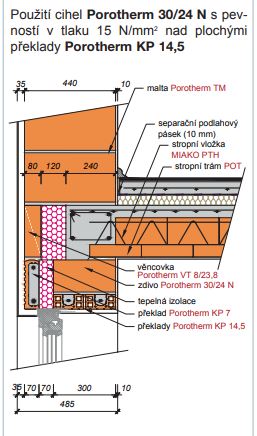 Použití cihel Porotherm 30/24 N s pev-
ností v tlaku 15 N/mm² nad plochými
překlady Porotherm KP 14,5
35 440 10
malta Porotherm TM
separační podlahový
pásek (10 mm)
80 120 240
stropní vložka
MIAKO PTH
stropní trám POT
věncovka
Porotherm VT 8/23,8
zdivo Porotherm 30/24 N
tepelná izolace
překlad Porotherm KP 7
překlady Porotherm KP 14,5
35 70 70 300 10
485